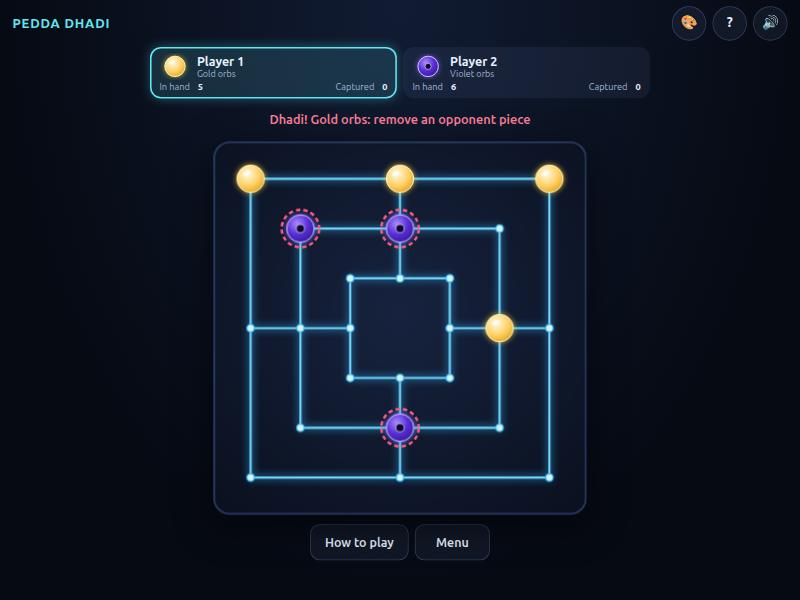 PEDDA DHADI
?
Player 1
Gold orbs
In hand 5 Captured 0
Player 2
Violet orbs
In hand 6 Captured 0
Dhadi! Gold orbs: remove an opponent piece
How to play
Menu